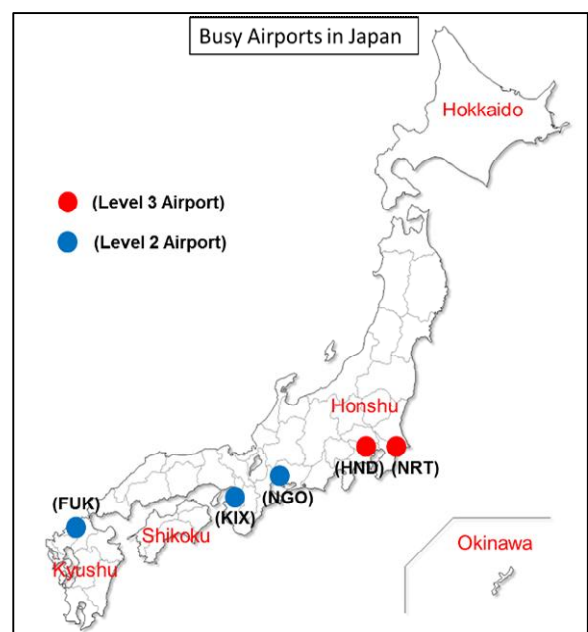 Busy Airports in Japan
Hokkaido
(Level 3 Airport)
(Level 2 Airport)
Honshu
(HND) (NRT)
(NGO)
(FUK)
(KIX)
Shikoku
Okinawa
Kyushu